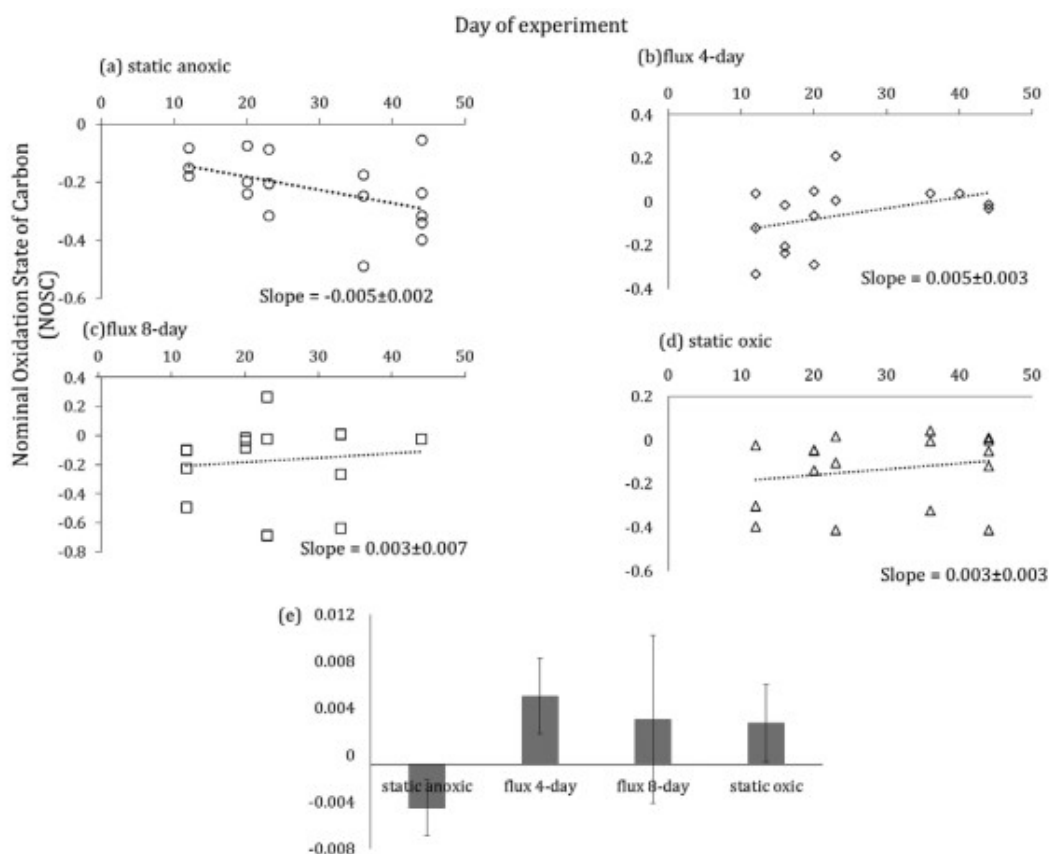 Day of experiment
(a) static anoxic
0 10 20 30 40 50
0
-0.2
-0.4
-0.6
Slope = -0.005±0.002
(b)flux 4-day
0 10 20 30 40 50
0.4
0.2
0
-0.2
-0.4
Slope = 0.005±0.003
Nominal Oxidation State of Carbon
(NOSC)
(c)flux 8-day
0 10 20 30 40 50
0.4
0.2
0
-0.2
-0.4
-0.6
-0.8
Slope = 0.003±0.007
(d) static oxic
0 10 20 30 40 50
0.2
0
-0.2
-0.4
-0.6
Slope = 0.003±0.003
(e)
0.012
0.008
0.004
0
-0.004
-0.008
static anoxic flux 4-day flux 8-day static oxic